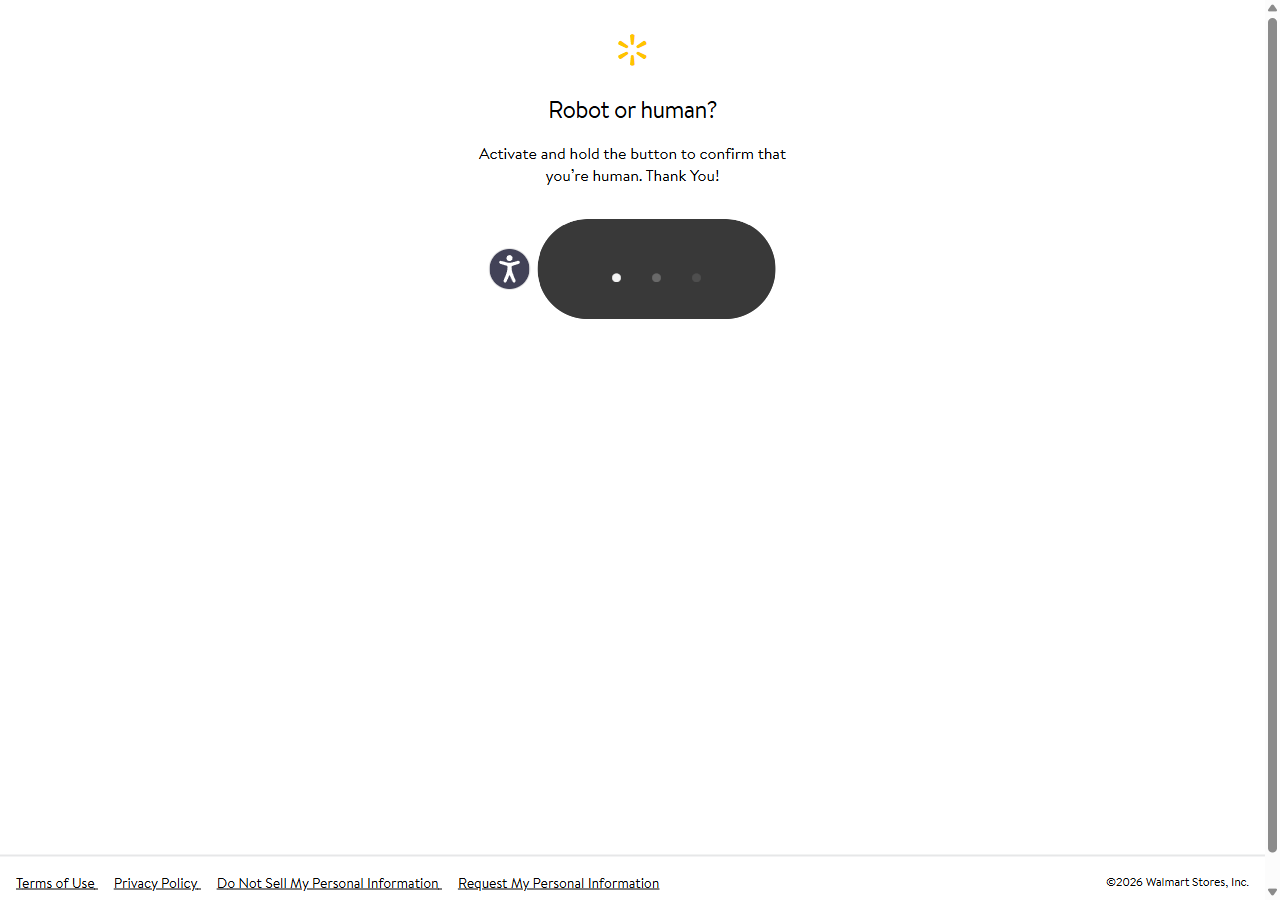 Robot or human?
Activate and hold the button to confirm that
you’re human. Thank You!
Terms of Use
Privacy Policy
Do Not Sell My Personal Information
Request My Personal Information
©2026 Walmart Stores, Inc.